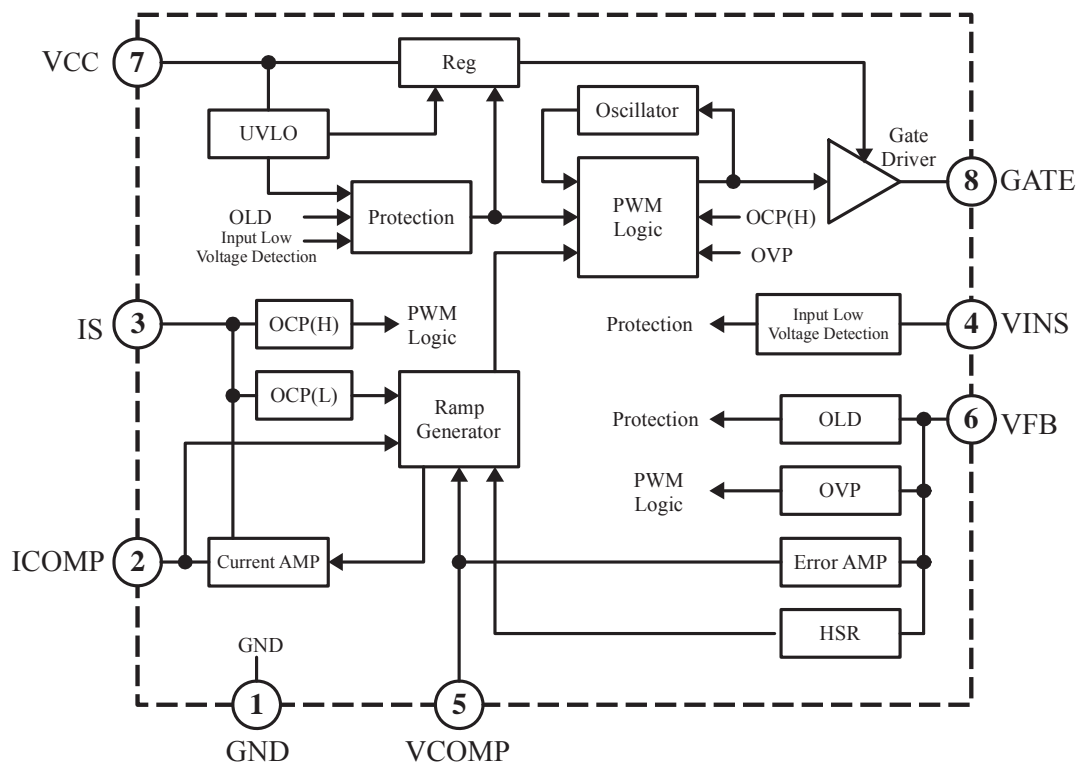 VCC
7
Reg
UVLO
Oscillator
Gate
Driver
8
GATE
PWM
Logic
Protection
OLD
Input Low
Voltage Detection
OCP(H)
OVP
IS
3
OCP(H)
PWM
Logic
Protection
Input Low
Voltage Detection
4
VINS
OCP(L)
Ramp
Generator
Protection
OLD
6
VFB
PWM
Logic
OVP
ICOMP
2
Current AMP
Error AMP
HSR
GND
1
GND
5
VCOMP